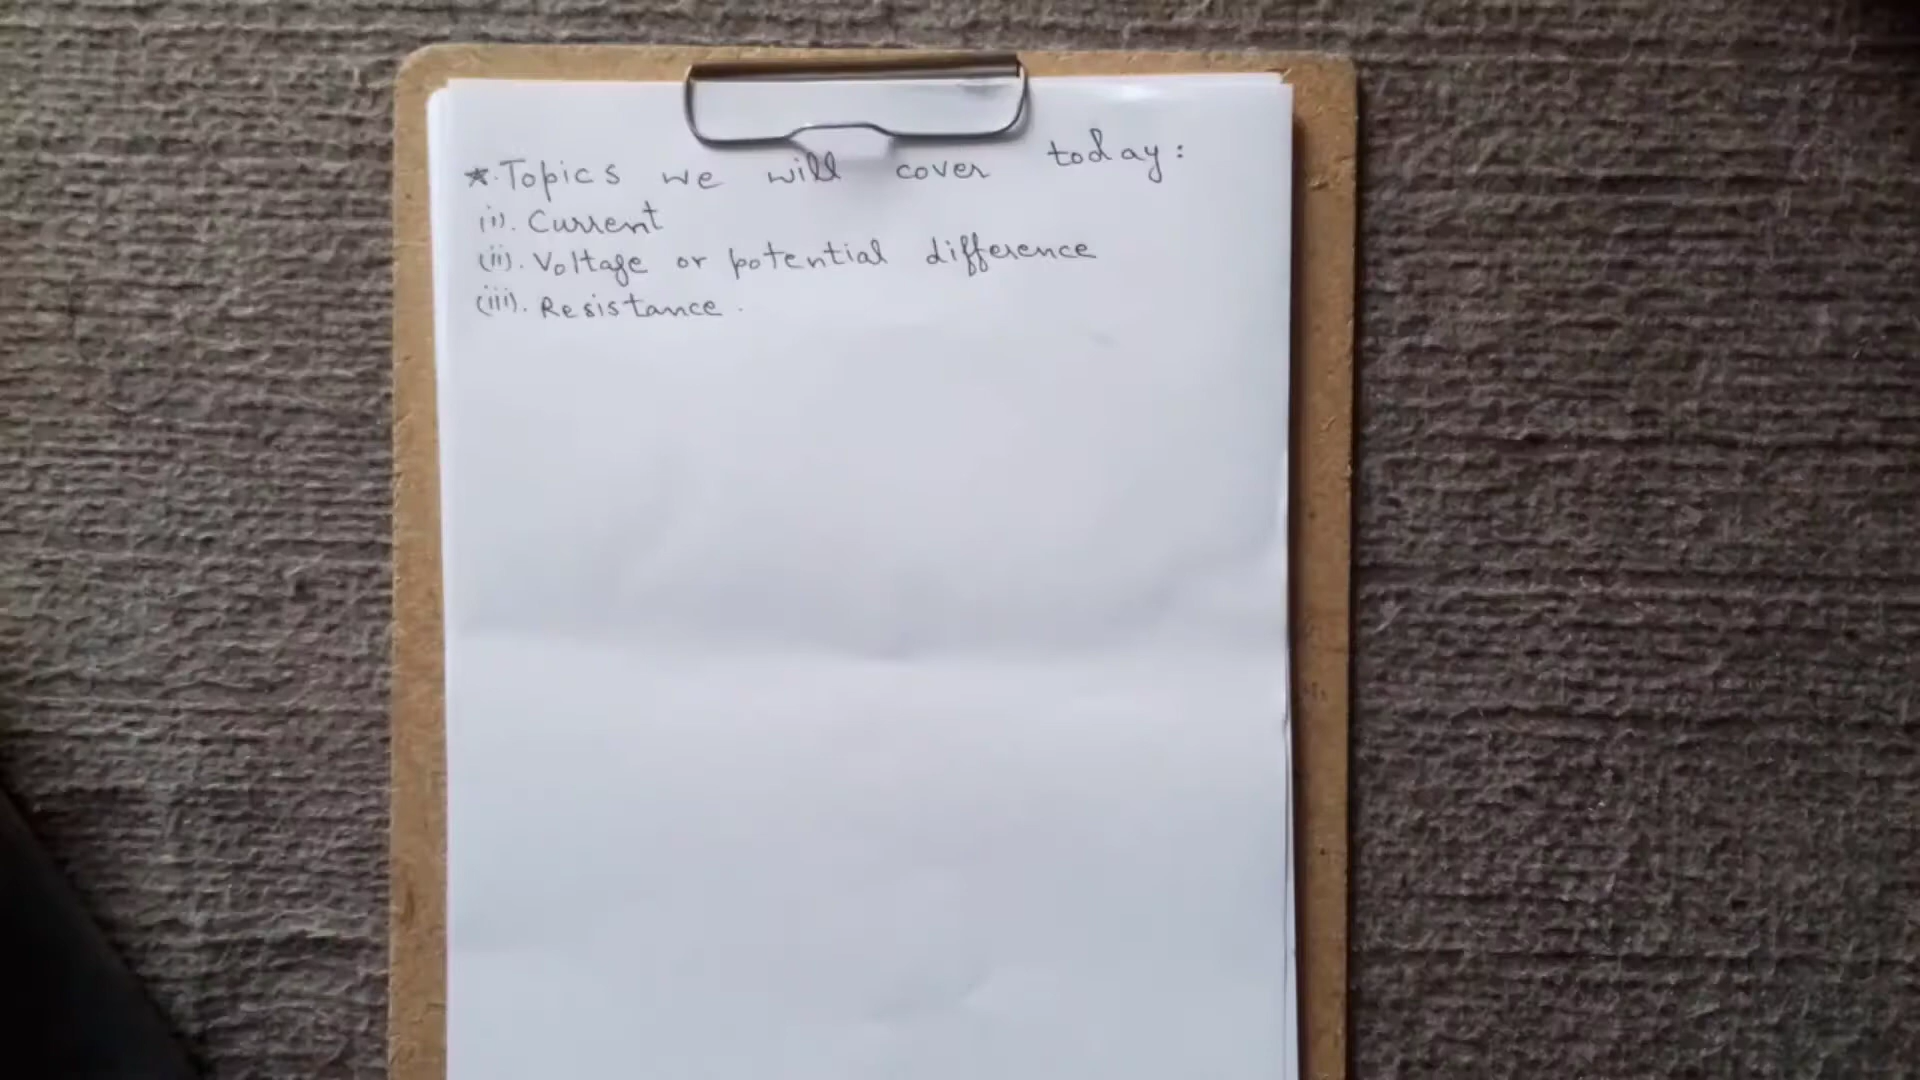 ★. Topics we will cover today:
(i). Current
(ii). Voltage or potential difference
(iii). Resistance.